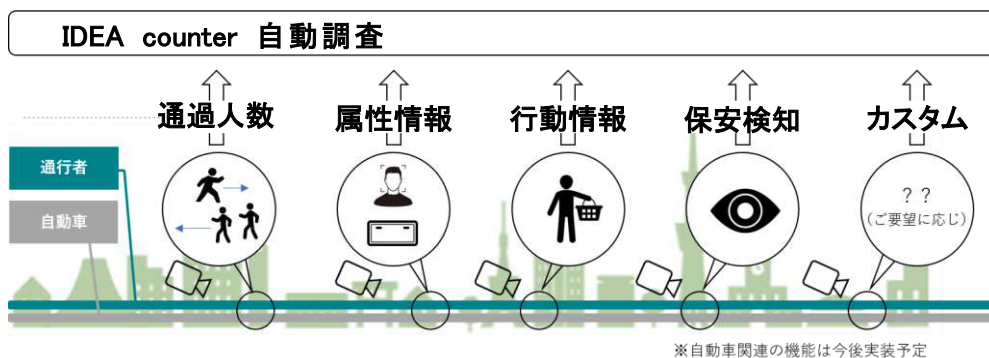 IDEA counter 自動調査
通過人数
属性情報
行動情報
保安検知
カスタム
通行者
自動車
? ?
(ご要望に応じ)
※自動車関連の機能は今後実装予定